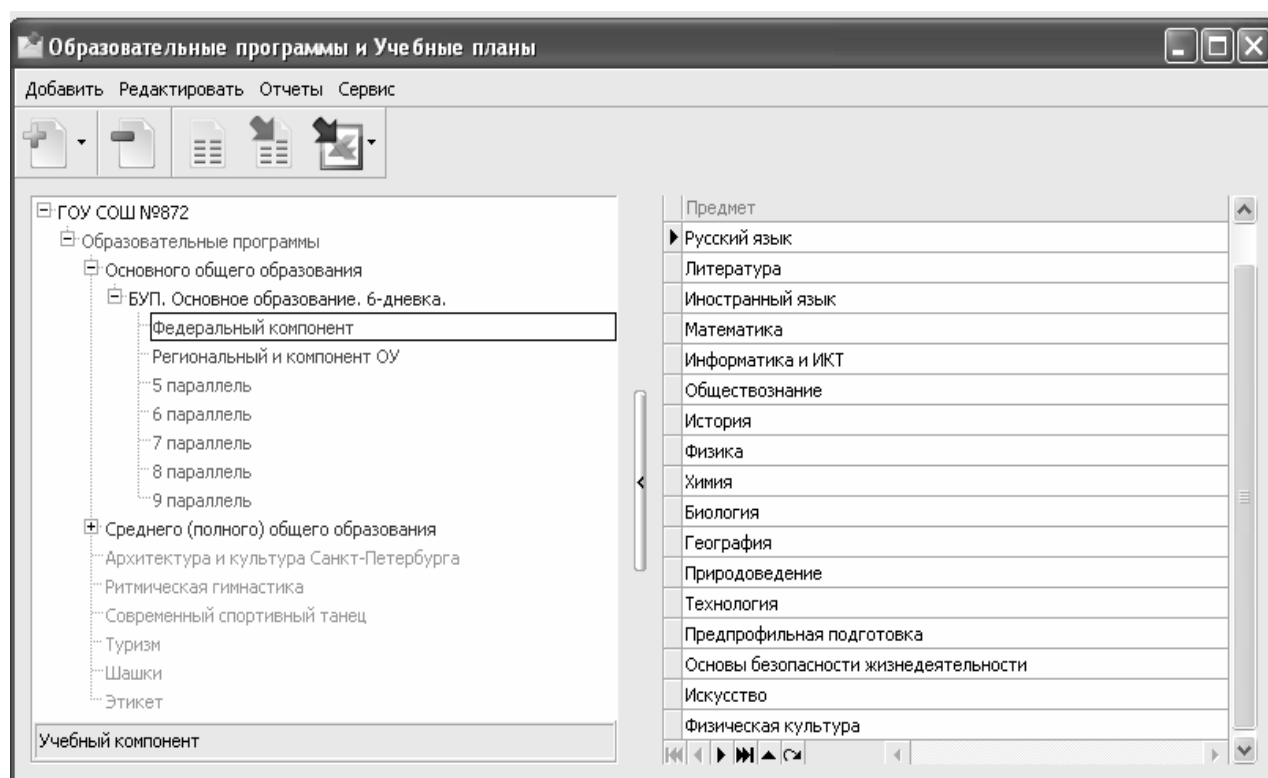 Образовательные программы и Учебные планы
Добавить Редактировать Отчеты Сервис
ГОУ СОШ №872
Образовательные программы
Основного общего образования
БУП. Основное образование. 6-дневка.
Федеральный компонент
Региональный и компонент ОУ
5 параллель
6 параллель
7 параллель
8 параллель
9 параллель
Среднего (полного) общего образования
Архитектура и культура Санкт-Петербурга
Ритмическая гимнастика
Современный спортивный танец
Туризм
Шашки
Этикет
Учебный компонент
Предмет
Русский язык
Литература
Иностранный язык
Математика
Информатика и ИКТ
Обществознание
История
Физика
Химия
Биология
География
Природоведение
Технология
Предпрофильная подготовка
Основы безопасности жизнедеятельности
Искусство
Физическая культура